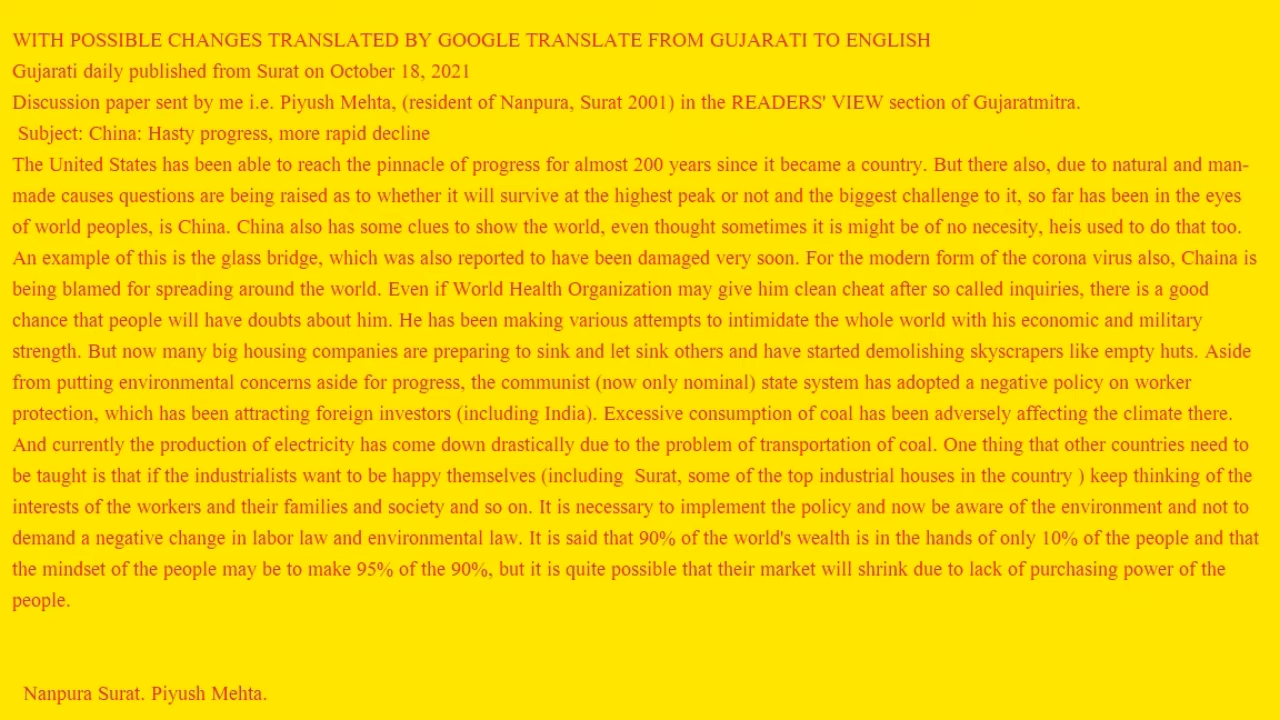 WITH POSSIBLE CHANGES TRANSLATED BY GOOGLE TRANSLATE FROM GUJARATI TO ENGLISH
Gujarati daily published from Surat on October 18, 2021
Discussion paper sent by me i.e. Piyush Mehta, (resident of Nanpura, Surat 2001) in the READERS' VIEW section of Gujaratmitra.
Subject: China: Hasty progress, more rapid decline
The United States has been able to reach the pinnacle of progress for almost 200 years since it became a country. But there also, due to natural and man-
made causes questions are being raised as to whether it will survive at the highest peak or not and the biggest challenge to it, so far has been in the eyes
of world peoples, is China. China also has some clues to show the world, even thought sometimes it is might be of no necesity, heis used to do that too.
An example of this is the glass bridge, which was also reported to have been damaged very soon. For the modern form of the corona virus also, Chaina is
being blamed for spreading around the world. Even if World Health Organization may give him clean cheat after so called inquiries, there is a good
chance that people will have doubts about him. He has been making various attempts to intimidate the whole world with his economic and military
strength. But now many big housing companies are preparing to sink and let sink others and have started demolishing skyscrapers like empty huts. Aside
from putting environmental concerns aside for progress, the communist (now only nominal) state system has adopted a negative policy on worker
protection, which has been attracting foreign investors (including India). Excessive consumption of coal has been adversely affecting the climate there.
And currently the production of electricity has come down drastically due to the problem of transportation of coal. One thing that other countries need to
be taught is that if the industrialists want to be happy themselves (including  Surat, some of the top industrial houses in the country ) keep thinking of the
interests of the workers and their families and society and so on. It is necessary to implement the policy and now be aware of the environment and not to
demand a negative change in labor law and environmental law. It is said that 90% of the world's wealth is in the hands of only 10% of the people and that
the mindset of the people may be to make 95% of the 90%, but it is quite possible that their market will shrink due to lack of purchasing power of the
people.
Nanpura Surat. Piyush Mehta.